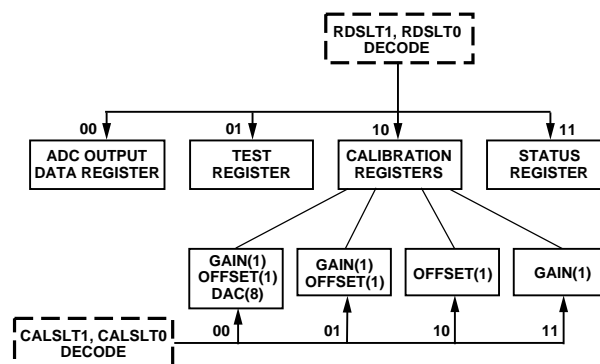 RDSLT1, RDSLT0
DECODE
00
01
10
11
ADC OUTPUT
DATA REGISTER
TEST
REGISTER
CALIBRATION
REGISTERS
STATUS
REGISTER
GAIN(1)
OFFSET(1)
DAC(8)
GAIN(1)
OFFSET(1)
OFFSET(1)
GAIN(1)
CALSLT1, CALSLT0
DECODE
00
01
10
11